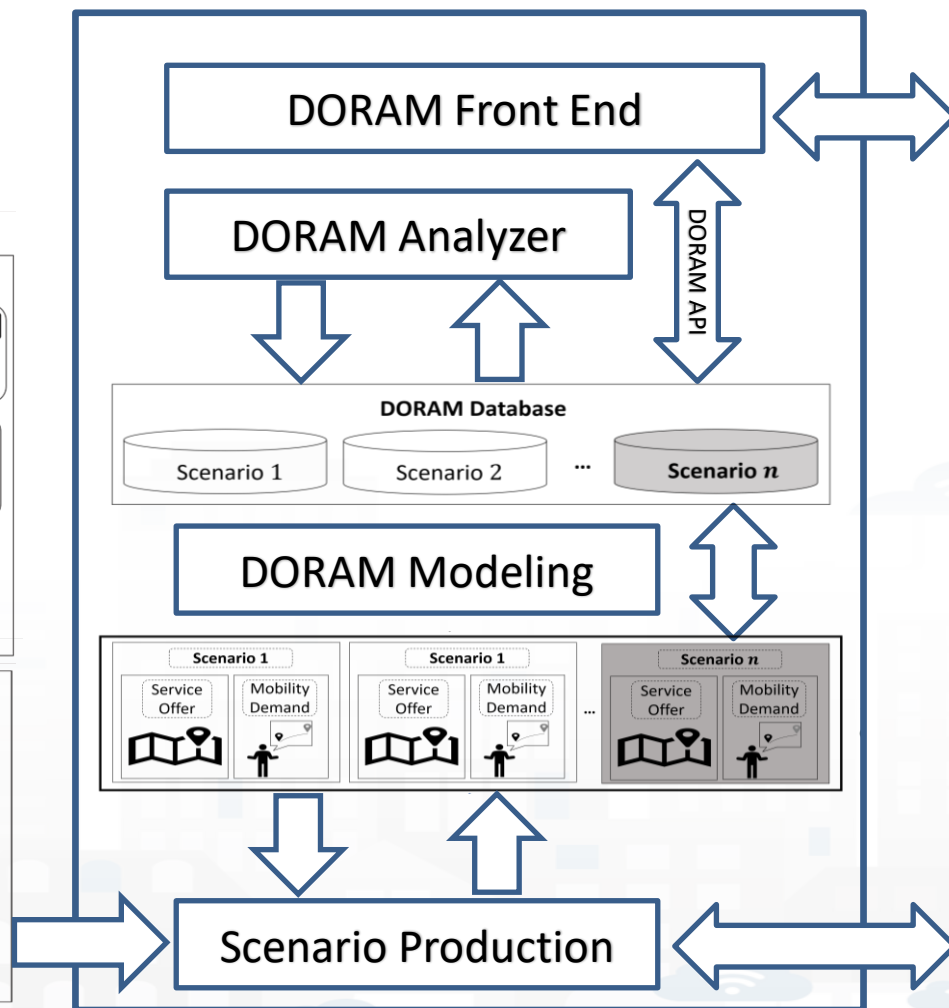 DORAM Front End
DORAM Analyzer
DORAM API
DORAM Database
Scenario 1
Scenario 2
...
Scenario n
DORAM Modeling
Scenario 1
Service
Offer
Mobility
Demand
Scenario 1
Service
Offer
Mobility
Demand
...
Scenario n
Service
Offer
Mobility
Demand
Scenario Production